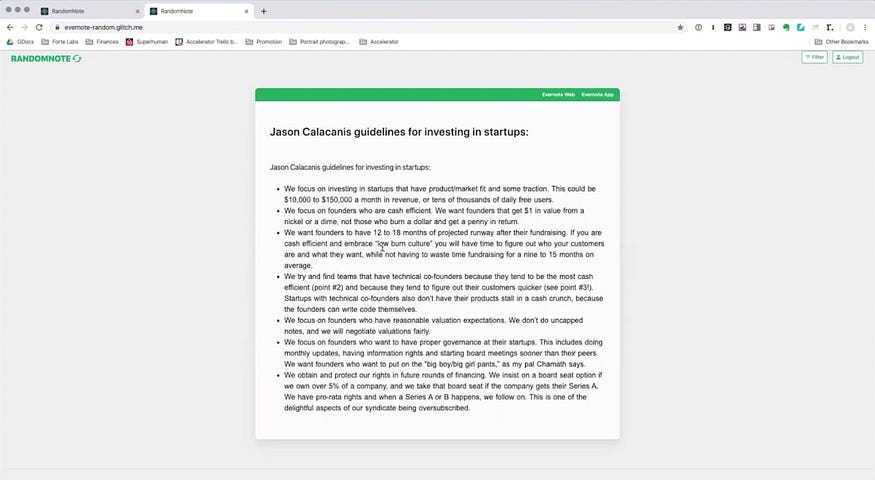 RandomNote
RandomNote
evernote-random.glitch.me
GDocs
Forte Labs
Finances
Superhuman
Accelerator Trello b...
Promotion
Portrait photograp...
Accelerator
Other Bookmarks
RANDOMNOTE
Filter
Logout
Evernote Web
Evernote App
Jason Calacanis guidelines for investing in startups:
Jason Calacanis guidelines for investing in startups:
• We focus on investing in startups that have product/market fit and some traction. This could be
$10,000 to $150,000 a month in revenue, or tens of thousands of daily free users.
• We focus on founders who are cash efficient. We want founders that get $1 in value from a
nickel or a dime, not those who burn a dollar and get a penny in return.
• We want founders to have 12 to 18 months of projected runway after their fundraising. If you are
cash efficient and embrace “low burn culture” you will have time to figure out who your customers
are and what they want, while not having to waste time fundraising for a nine to 15 months on
average.
• We try and find teams that have technical co-founders because they tend to be the most cash
efficient (point #2) and because they tend to figure out their customers quicker (see point #3!).
Startups with technical co-founders also don’t have their products stall in a cash crunch, because
the founders can write code themselves.
• We focus on founders who have reasonable valuation expectations. We don’t do uncapped
notes, and we will negotiate valuations fairly.
• We focus on founders who want to have proper governance at their startups. This includes doing
monthly updates, having information rights and starting board meetings sooner than their peers.
We want founders who want to put on the “big boy/big girl pants,” as my pal Chamath says.
• We obtain and protect our rights in future rounds of financing. We insist on a board seat option if
we own over 5% of a company, and we take that board seat if the company gets their Series A.
We have pro-rata rights and when a Series A or B happens, we follow on. This is one of the
delightful aspects of our syndicate being oversubscribed.